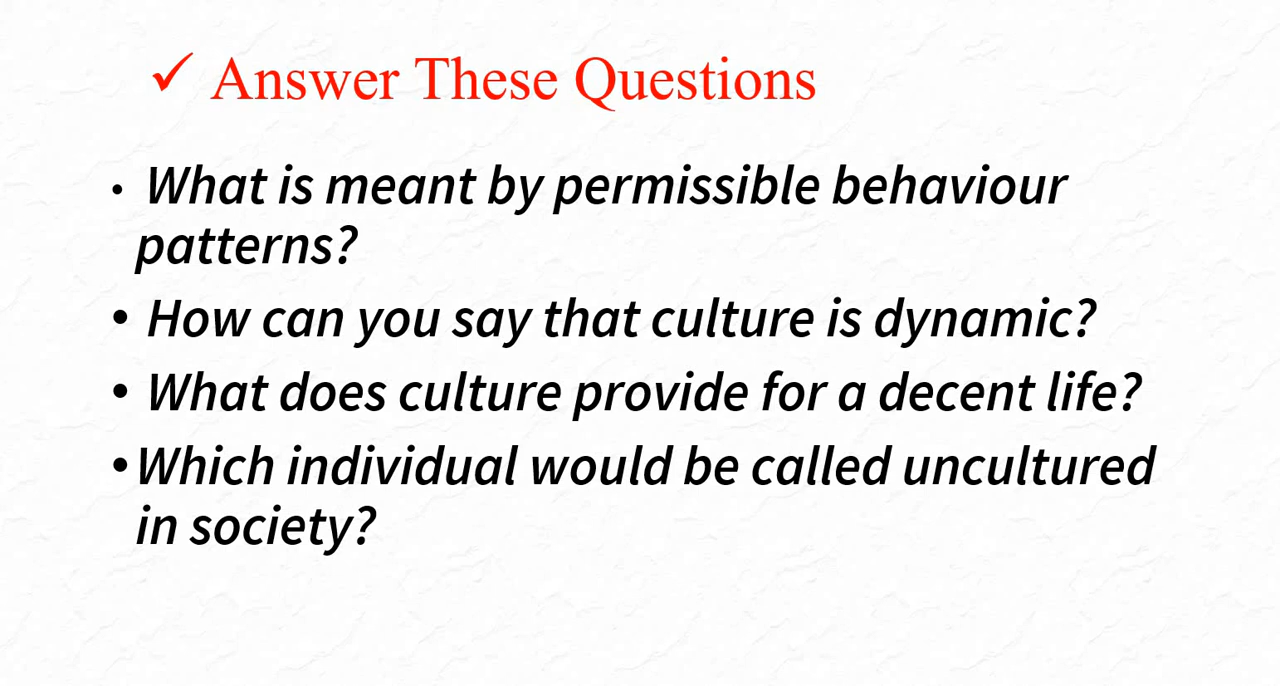 ✓ Answer These Questions
• What is meant by permissible behaviour
patterns?
• How can you say that culture is dynamic?
• What does culture provide for a decent life?
• Which individual would be called uncultured
in society?